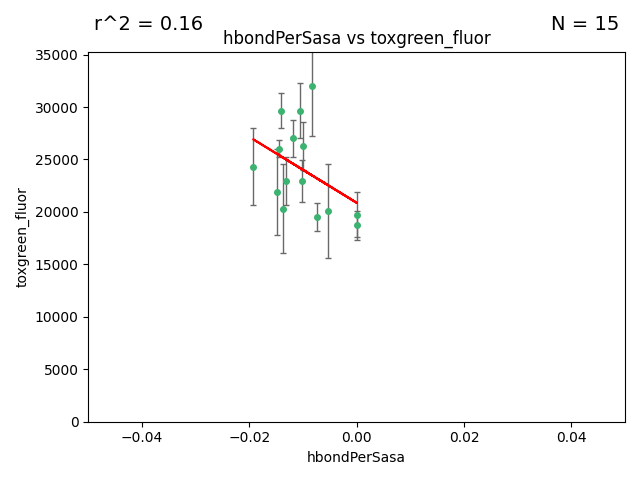 r^2 = 0.16
N = 15
hbondPerSasa vs toxgreen_fluor
35000
30000
25000
20000
15000
10000
5000
0
toxgreen_fluor
−0.04
−0.02
0.00
0.02
0.04
hbondPerSasa